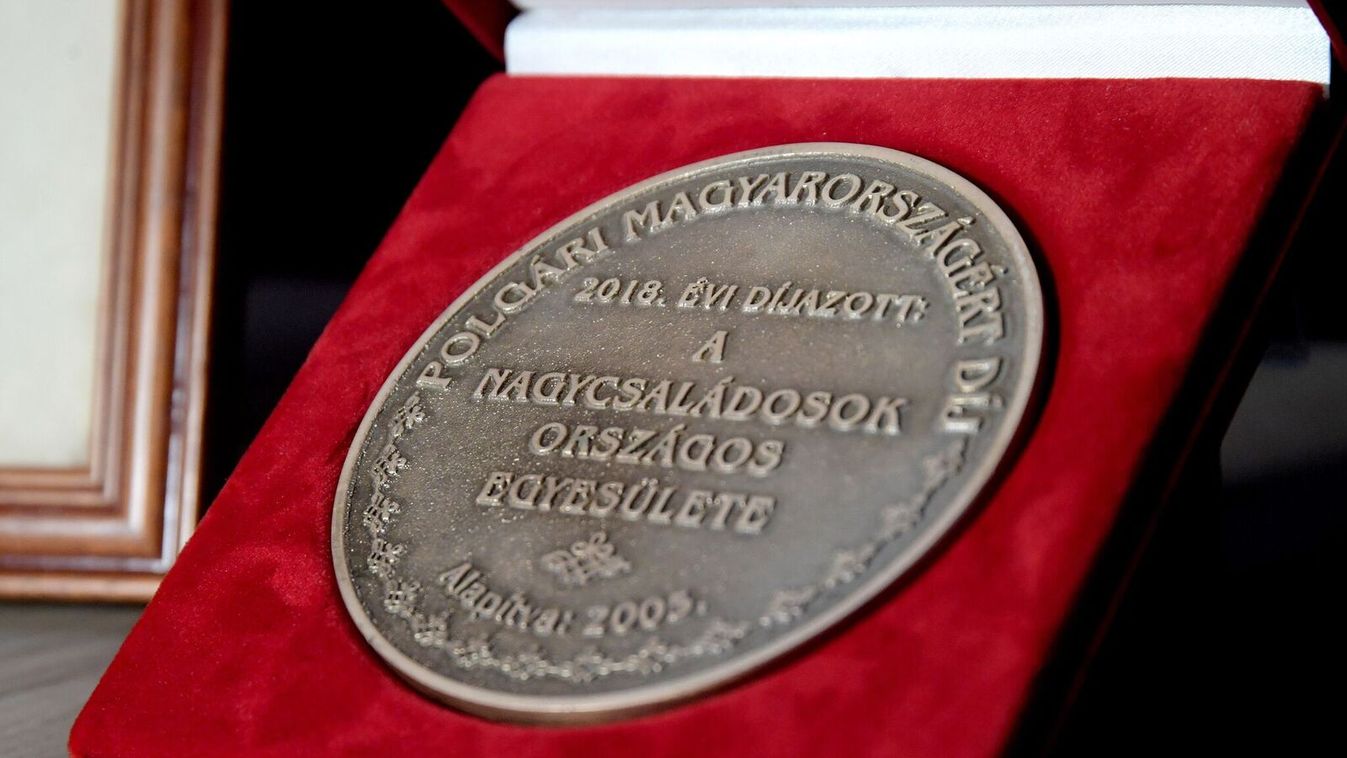 POLGÁRI MAGYARORSZÁGÉRT DÍJ
2018. ÉVI DÍJAZOTT:
A
NAGYCSALÁDOSOK
ORSZÁGOS
EGYESÜLETE
Alapítva: 2005.